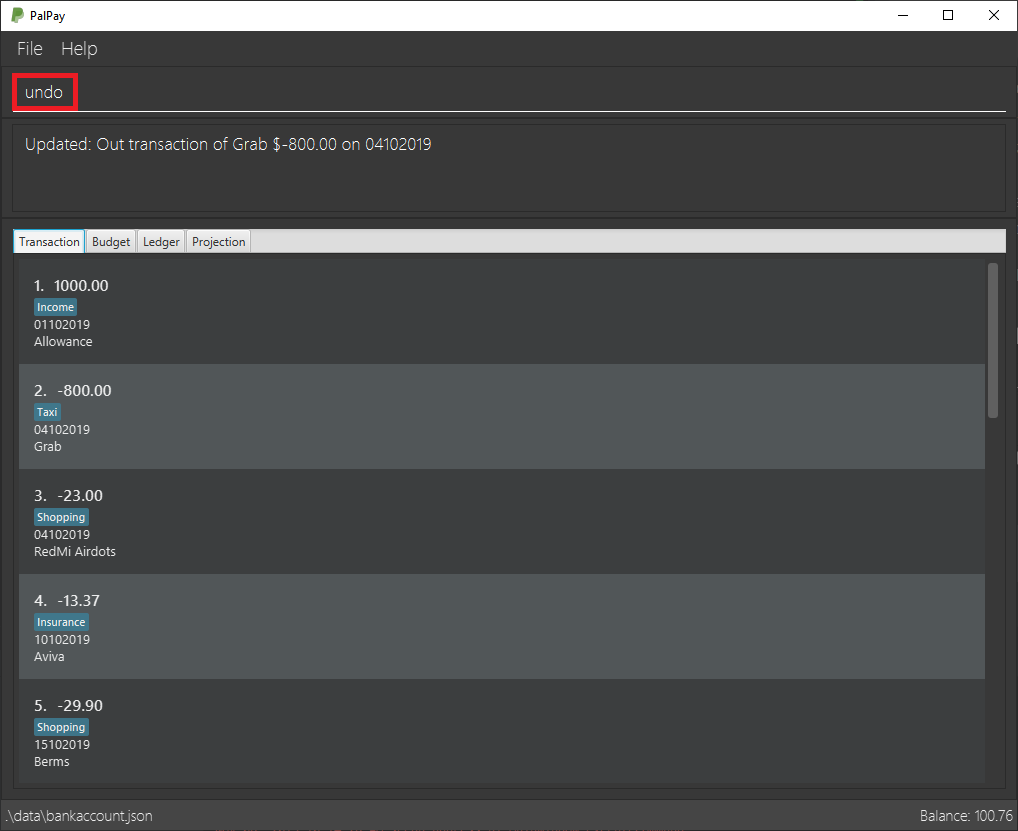 PalPay
File Help
undo
Updated: Out transaction of Grab $-800.00 on 04102019
Transaction Budget Ledger Projection
1. 1000.00
Income
01102019
Allowance
2. -800.00
Taxi
04102019
Grab
3. -23.00
Shopping
04102019
RedMi Airdots
4. -13.37
Insurance
10102019
Aviva
5. -29.90
Shopping
15102019
Berms
.\data\bankaccount.json Balance: 100.76